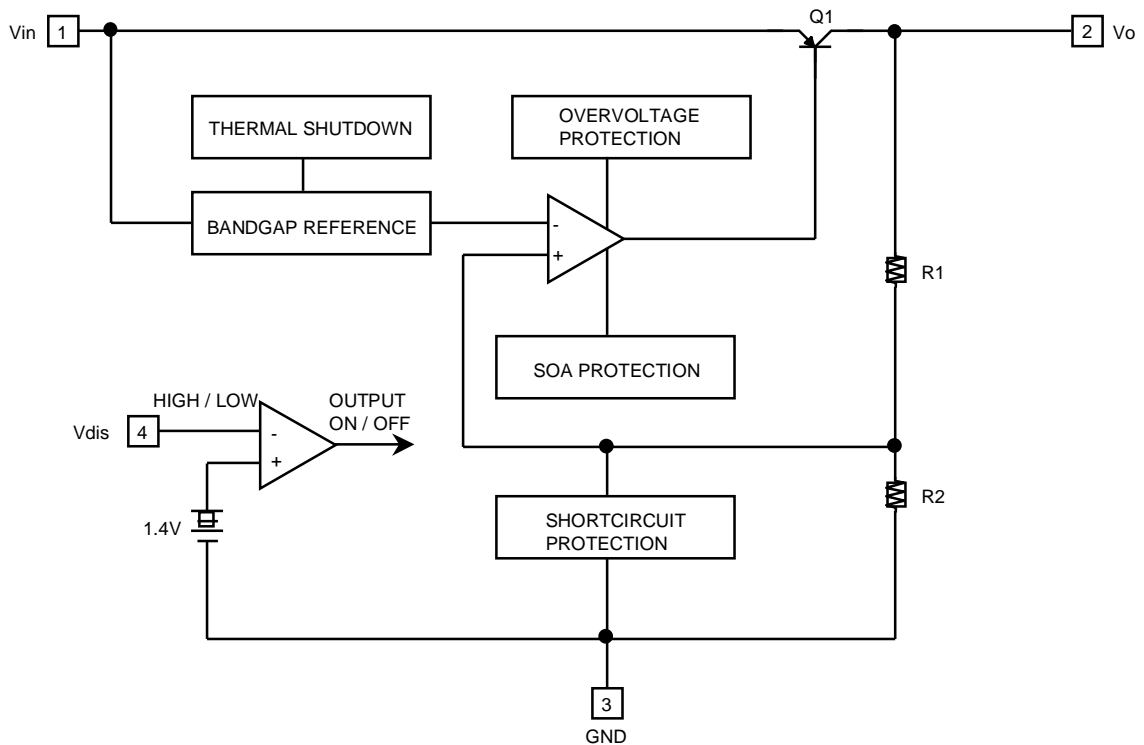 Q1
Vin 1
2 Vo
THERMAL SHUTDOWN
OVERVOLTAGE
PROTECTION
BANDGAP REFERENCE
-
+
R1
SOA PROTECTION
HIGH / LOW
OUTPUT
ON / OFF
Vdis 4
-
+
R2
1.4V
SHORTCIRCUIT
PROTECTION
3
GND